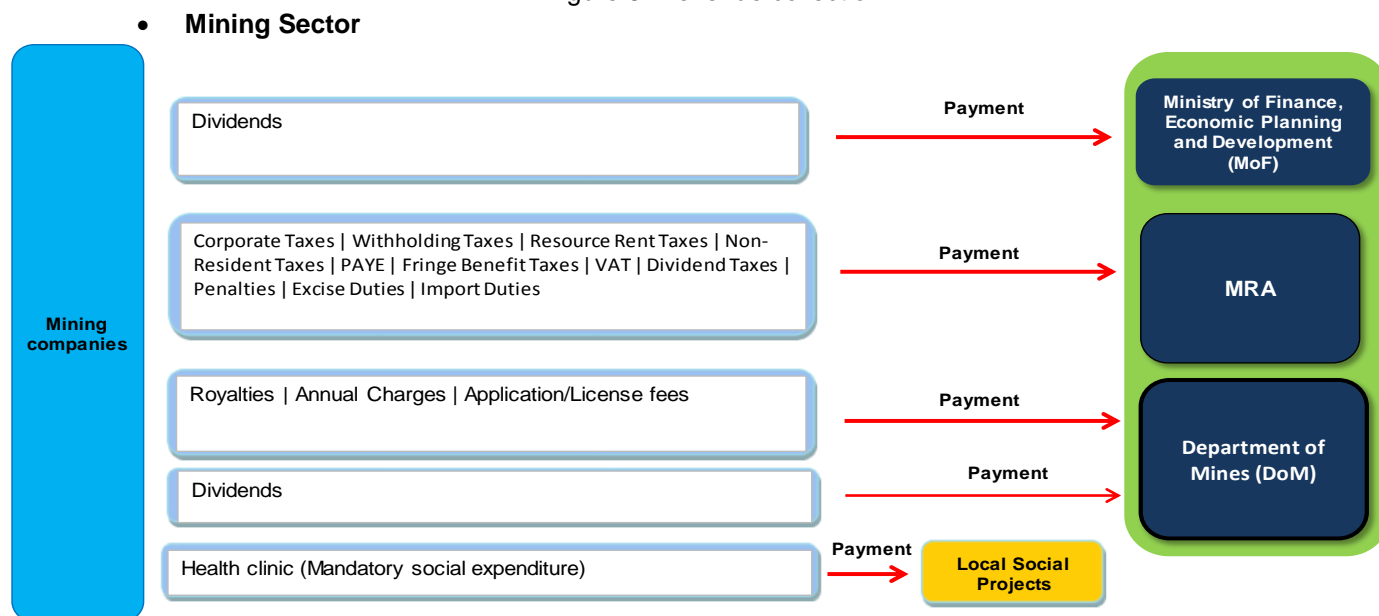 • Mining Sector
Dividends
Payment
Ministry of Finance,
Economic Planning
and Development
(MoF)
Corporate Taxes | Withholding Taxes | Resource Rent Taxes | Non-
Resident Taxes | PAYE | Fringe Benefit Taxes | VAT | Dividend Taxes |
Penalties | Excise Duties | Import Duties
Payment
MRA
Mining
companies
Royalties | Annual Charges | Application/License fees
Payment
Department of
Mines (DoM)
Dividends
Payment
Health clinic (Mandatory social expenditure)
Payment
Local Social
Projects